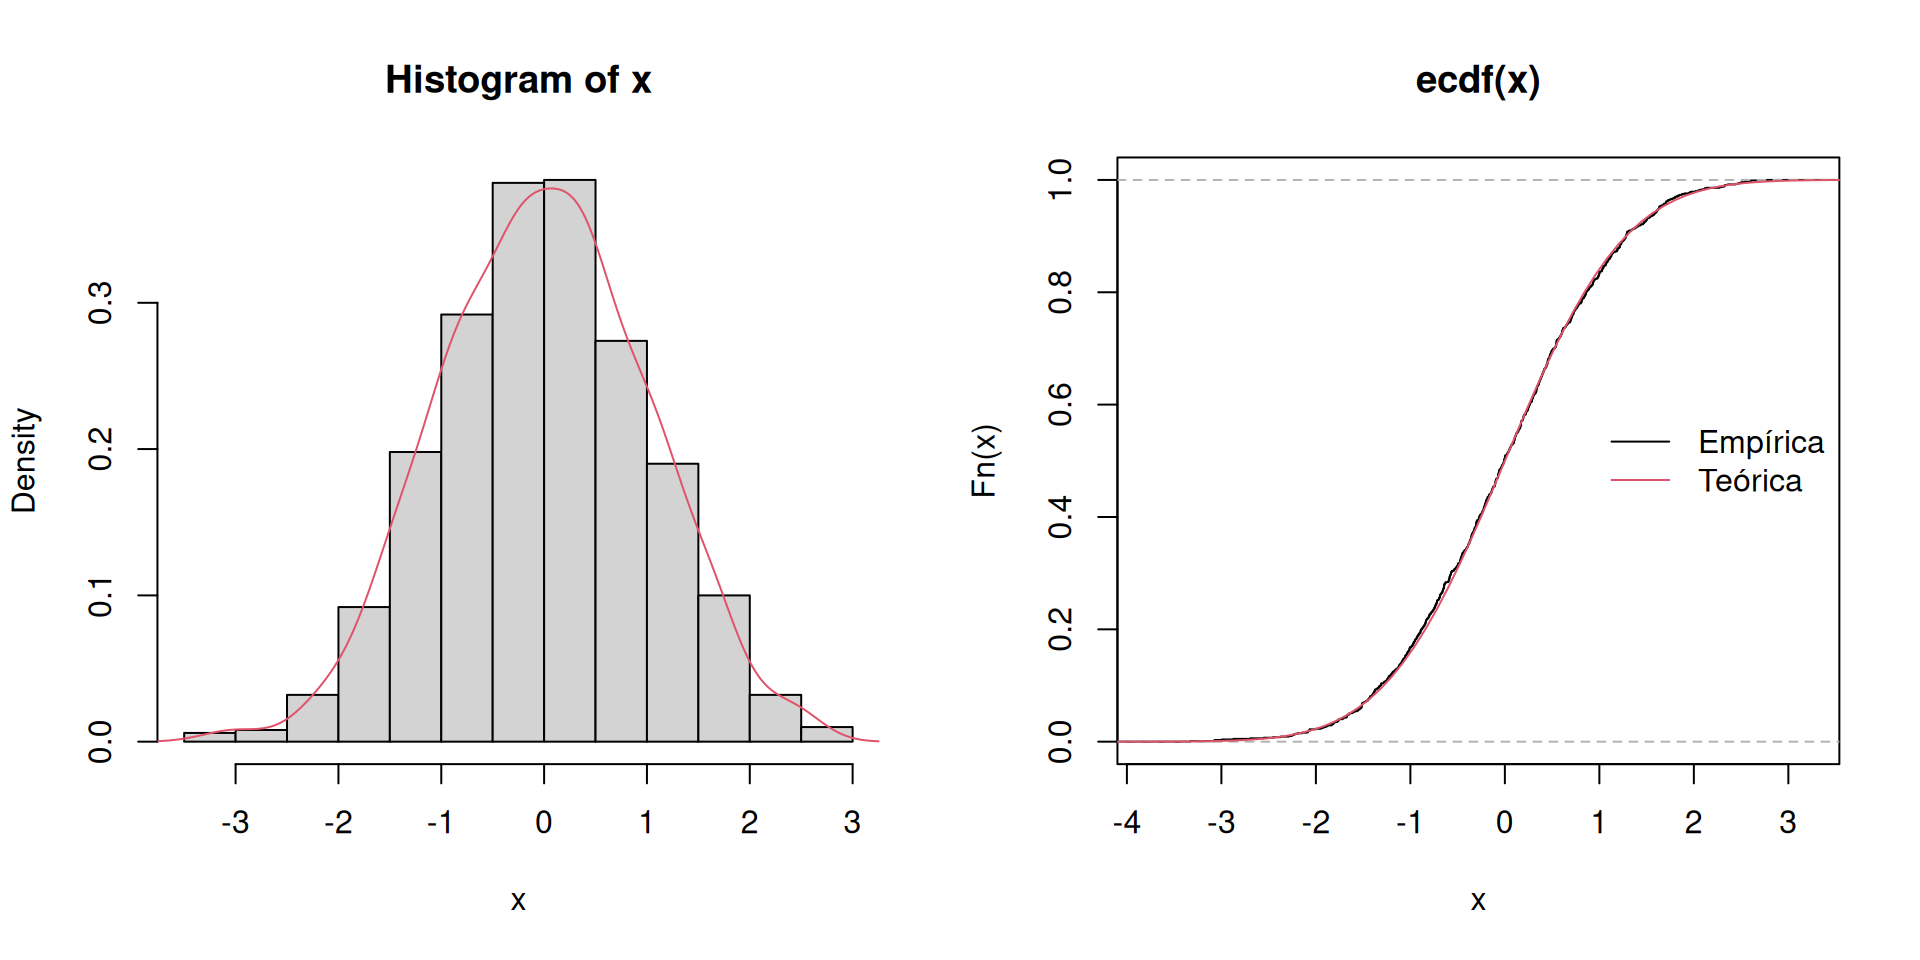 Histogram of x
Density
0.0
0.1
0.2
0.3
-3 -2 -1 0 1 2 3
x
ecdf(x)
Fn(x)
0.0
0.2
0.4
0.6
0.8
1.0
Empírica
Teórica
-4 -3 -2 -1 0 1 2 3
x